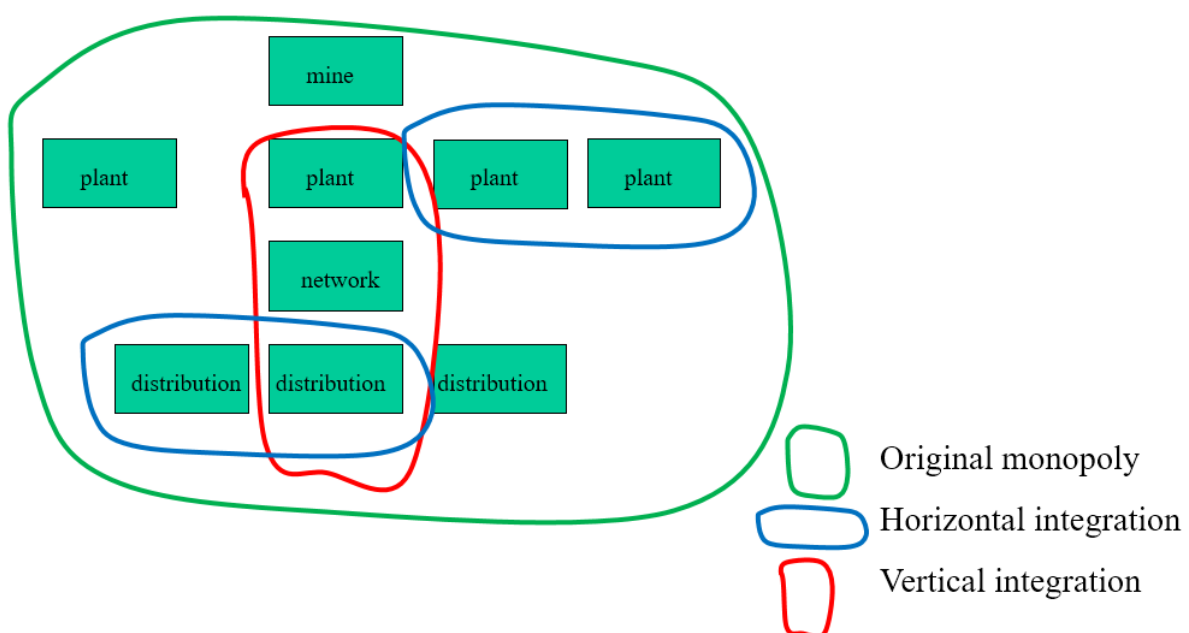 mine
plant
plant
plant
plant
network
distribution
distribution
distribution
Original monopoly
Horizontal integration
Vertical integration